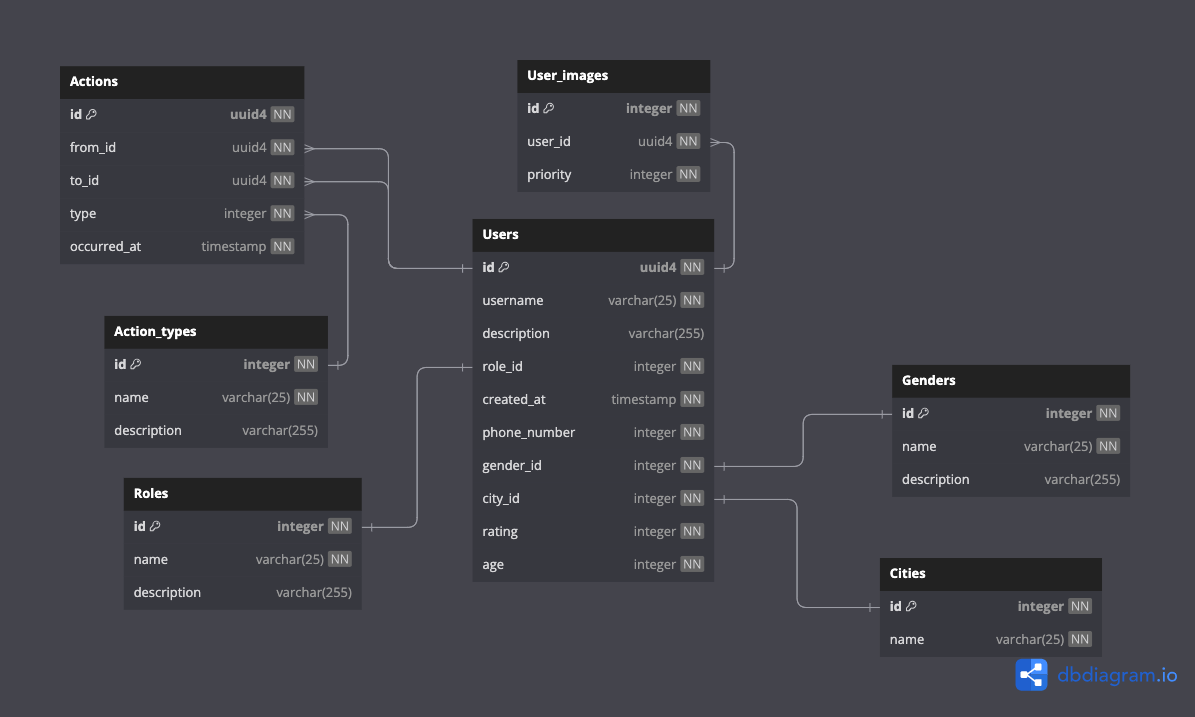 Actions
id uuid4 NN
from_id uuid4 NN
to_id uuid4 NN
type integer NN
occurred_at timestamp NN
User_images
id integer NN
user_id uuid4 NN
priority integer NN
Users
id uuid4 NN
username varchar(25) NN
description varchar(255)
role_id integer NN
created_at timestamp NN
phone_number integer NN
gender_id integer NN
city_id integer NN
rating integer NN
age integer NN
Action_types
id integer NN
name varchar(25) NN
description varchar(255)
Roles
id integer NN
name varchar(25) NN
description varchar(255)
Genders
id integer NN
name varchar(25) NN
description varchar(255)
Cities
id integer NN
name varchar(25) NN
dbdiagram.io